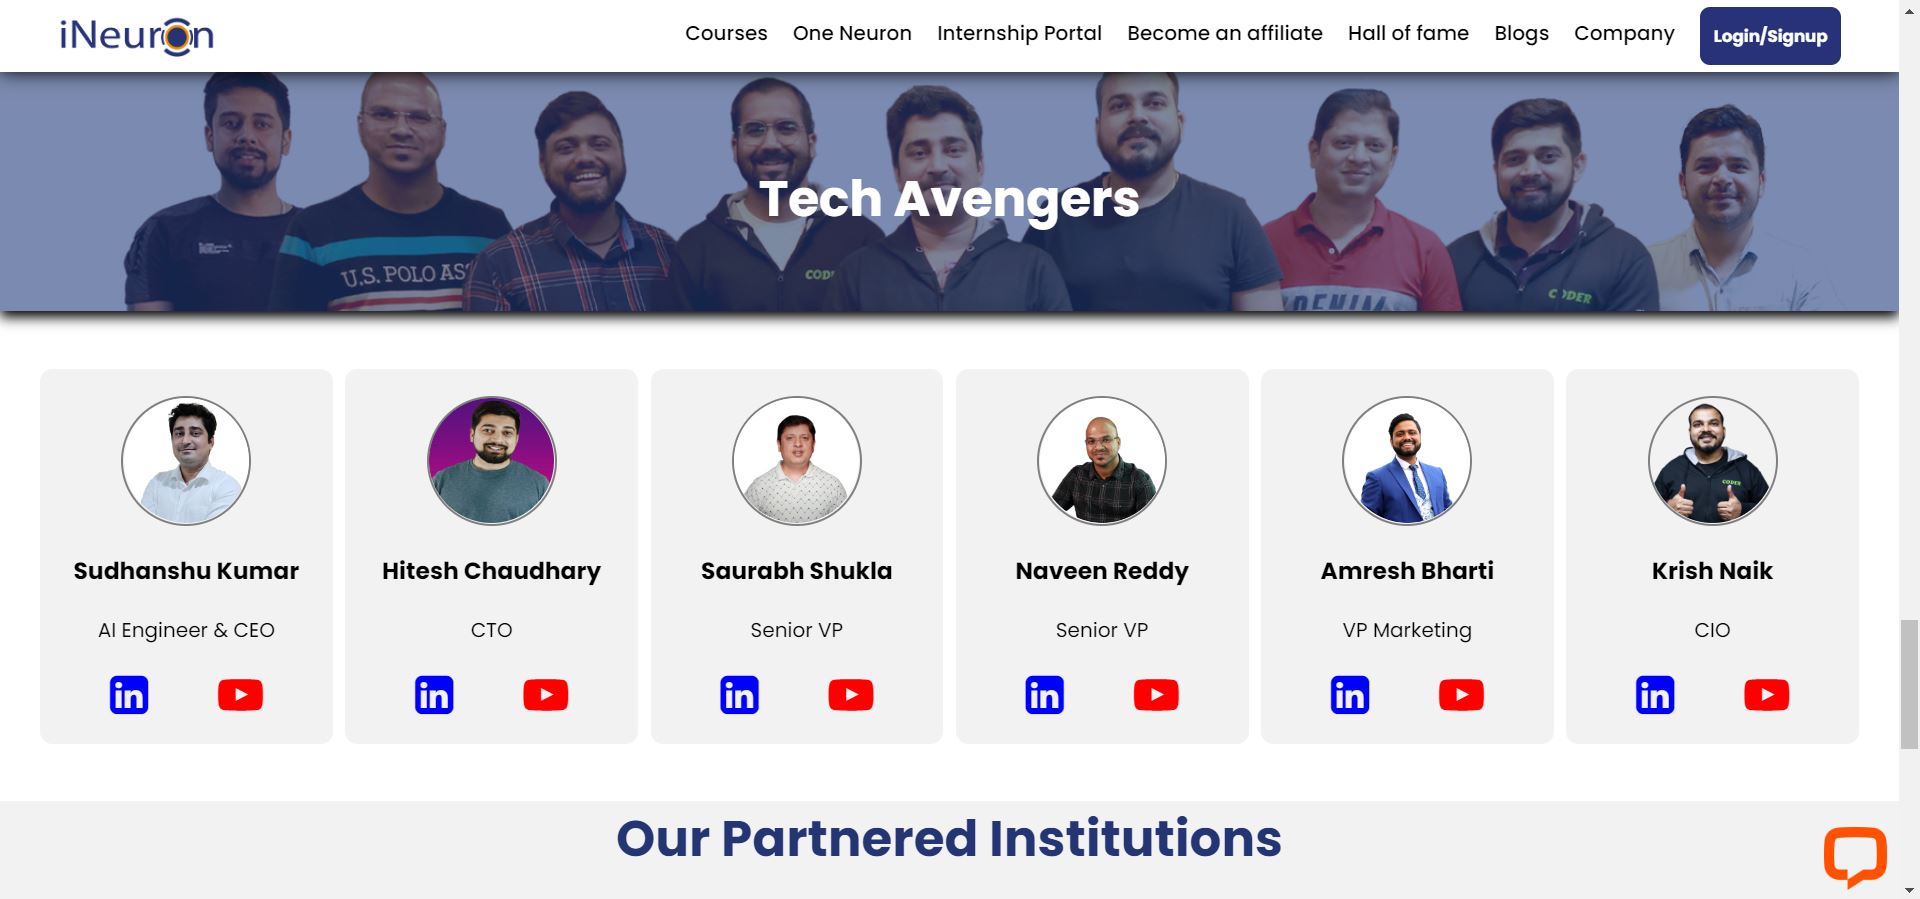 iNeuron
Courses One Neuron Internship Portal Become an affiliate Hall of fame Blogs Company Login/Signup
Tech Avengers
U.S. POLO ASS
CODER
Sudhanshu Kumar Hitesh Chaudhary Saurabh Shukla Naveen Reddy Amresh Bharti Krish Naik
AI Engineer & CEO CTO Senior VP Senior VP VP Marketing CIO
in in in in in in
Our Partnered Institutions